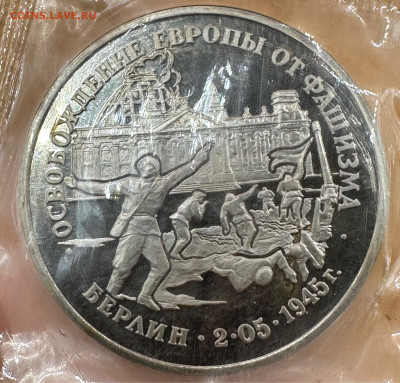 COINS.LAVE.RU
ОСВОБОЖДЕНИЕ ЕВРОПЫ ОТ ФАШИЗМА
БЕРЛИН · 2·05·1945 г.